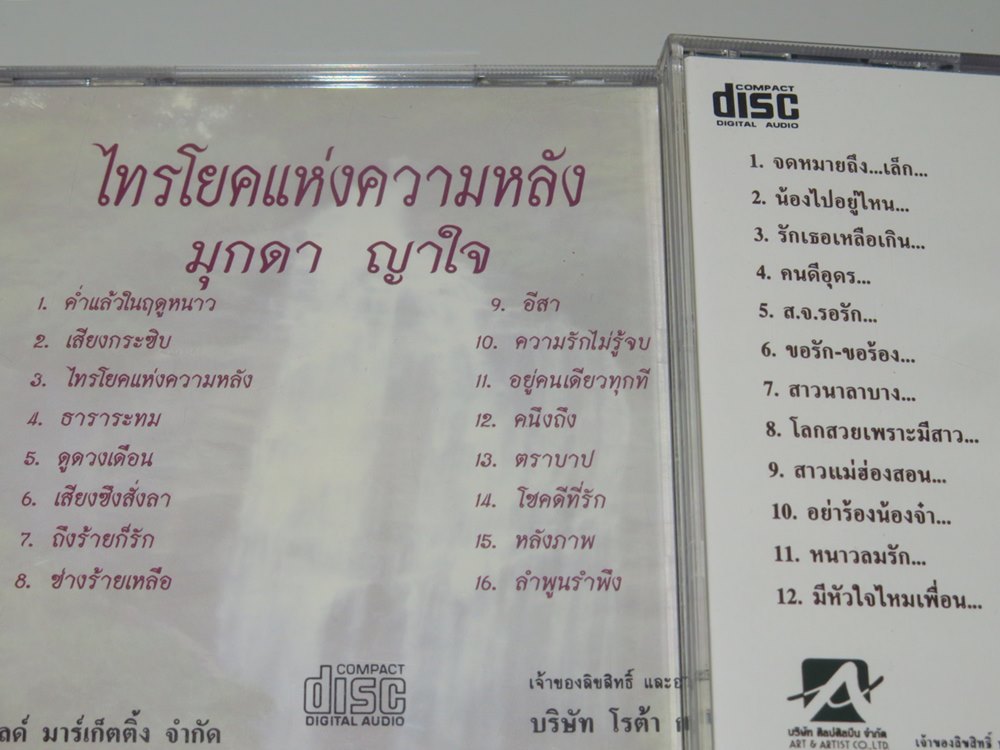 ไทรโยคแห่งความหลัง
มุกดา ญาใจ
1. ค่ำแล้วในฤดูหนาว
2. เสียงกระซิบ
3. ไทรโยคแห่งความหลัง
4. ธาราระทม
5. ดูดวงเดือน
6. เสียงซึงสั่งลา
7. ถึงร้ายก็รัก
8. ช่างร้ายเหลือ
9. อีสา
10. ความรักไม่รู้จบ
11. อยู่คนเดียวทุกที
12. คนึงถึง
13. ตราบาป
14. โชคดีที่รัก
15. หลังภาพ
16. ลำพูนรำพึง
COMPACT
disc
DIGITAL AUDIO
เจ้าของลิขสิทธิ์ และ
บริษัท โรต้า
มาร์เก็ตติ้ง จำกัด
COMPACT
disc
DIGITAL AUDIO
1. จดหมายถึง...เล็ก...
2. น้องไปอยู่ไหน...
3. รักเธอเหลือเกิน...
4. คนดีอุดร...
5. ส.จ.รอรัก...
6. ขอรัก-ขอร้อง...
7. สาวนาลาบาง...
8. โลกสวยเพราะมีสาว...
9. สาวแม่ฮ่องสอน...
10. อย่าร้องน้องจ๋า...
11. หนาวลมรัก...
12. มีหัวใจไหมเพื่อน...
บริษัท ศิลปศิลปิน จำกัด
ART & ARTIST CO.,LTD.
เจ้าของลิขสิทธิ์